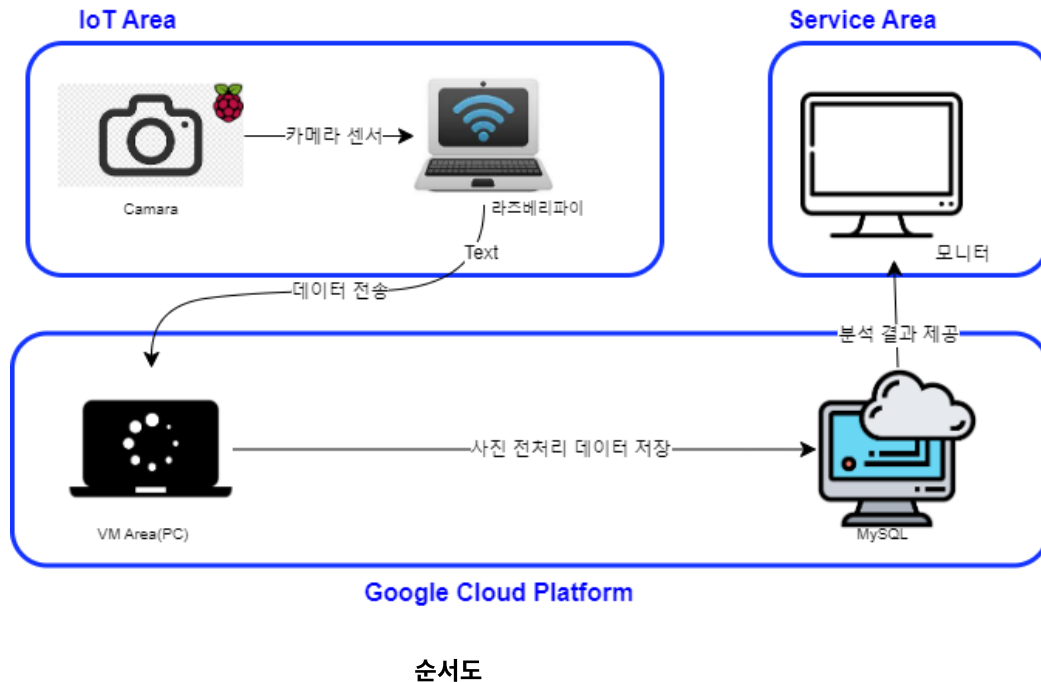 IoT Area
Service Area
카메라 센서
Camara
라즈베리파이
Text
모니터
데이터 전송
분석 결과 제공
사진 전처리 데이터 저장
VM Area(PC)
MySQL
Google Cloud Platform
순서도